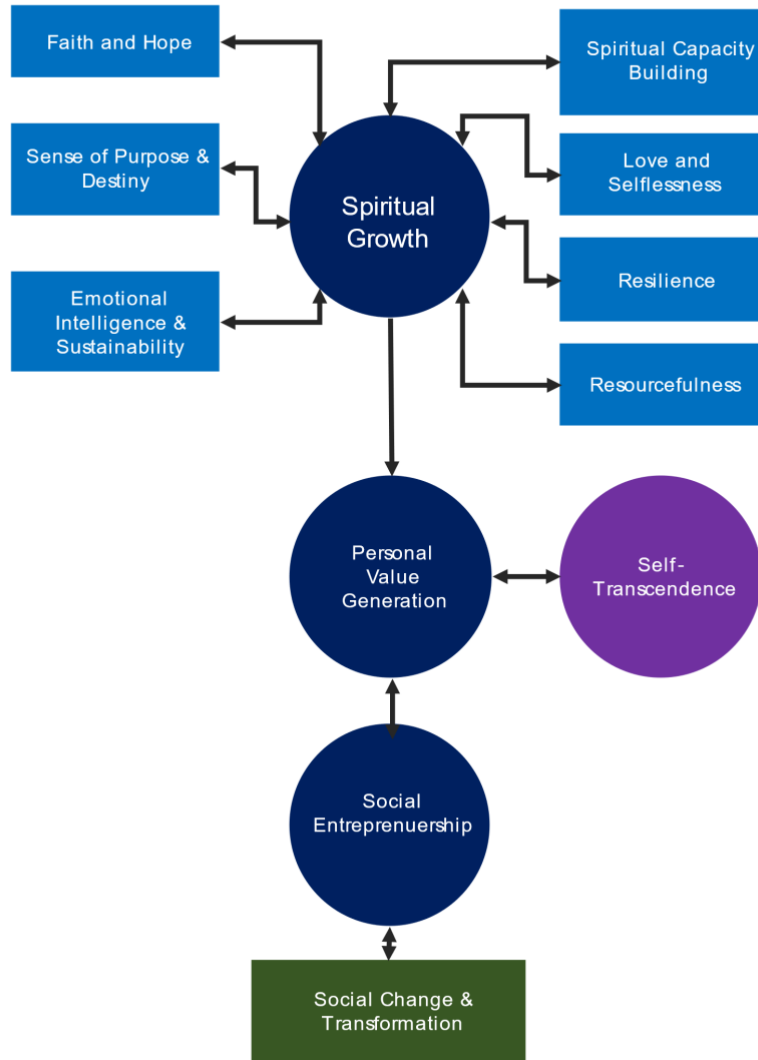 Faith and Hope
Spiritual Capacity
Building
Sense of Purpose &
Destiny
Love and
Selflessness
Spiritual
Growth
Emotional
Intelligence &
Sustainability
Resilience
Resourcefulness
Personal
Value
Generation
Self-
Transcendence
Social
Entreprenuership
Social Change &
Transformation